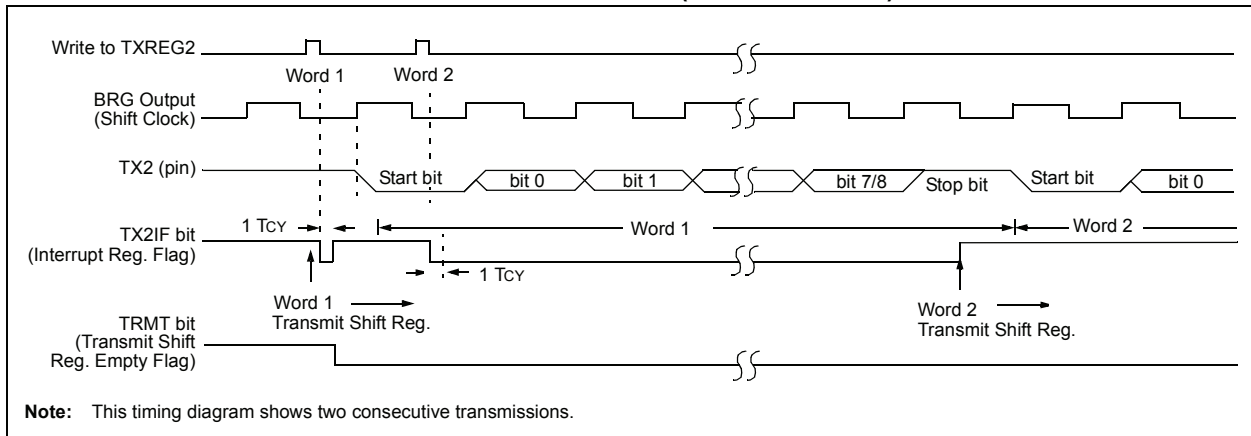 Write to TXREG2
Word 1 Word 2
BRG Output
(Shift Clock)
TX2 (pin)
Start bit bit 0 bit 1 bit 7/8 Stop bit Start bit bit 0
TX2IF bit
(Interrupt Reg. Flag)
1 TCY
Word 1 Word 2
1 TCY
Word 1
Transmit Shift Reg.
Word 2
Transmit Shift Reg.
TRMT bit
(Transmit Shift
Reg. Empty Flag)
Note: This timing diagram shows two consecutive transmissions.